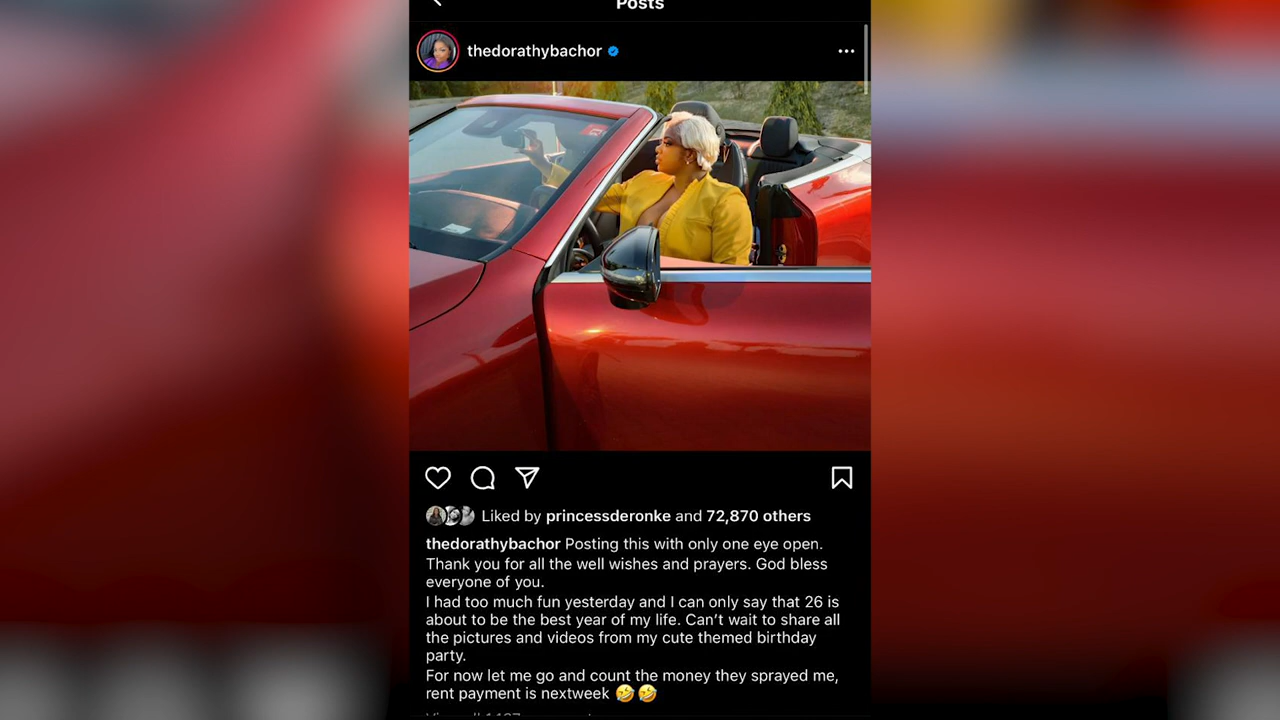 Posts
thedorathybachor
Liked by princessderonke and 72,870 others
thedorathybachor Posting this with only one eye open.
Thank you for all the well wishes and prayers. God bless
everyone of you.
I had too much fun yesterday and I can only say that 26 is
about to be the best year of my life. Can't wait to share all
the pictures and videos from my cute themed birthday
party.
For now let me go and count the money they sprayed me,
rent payment is nextweek 🤣🤣